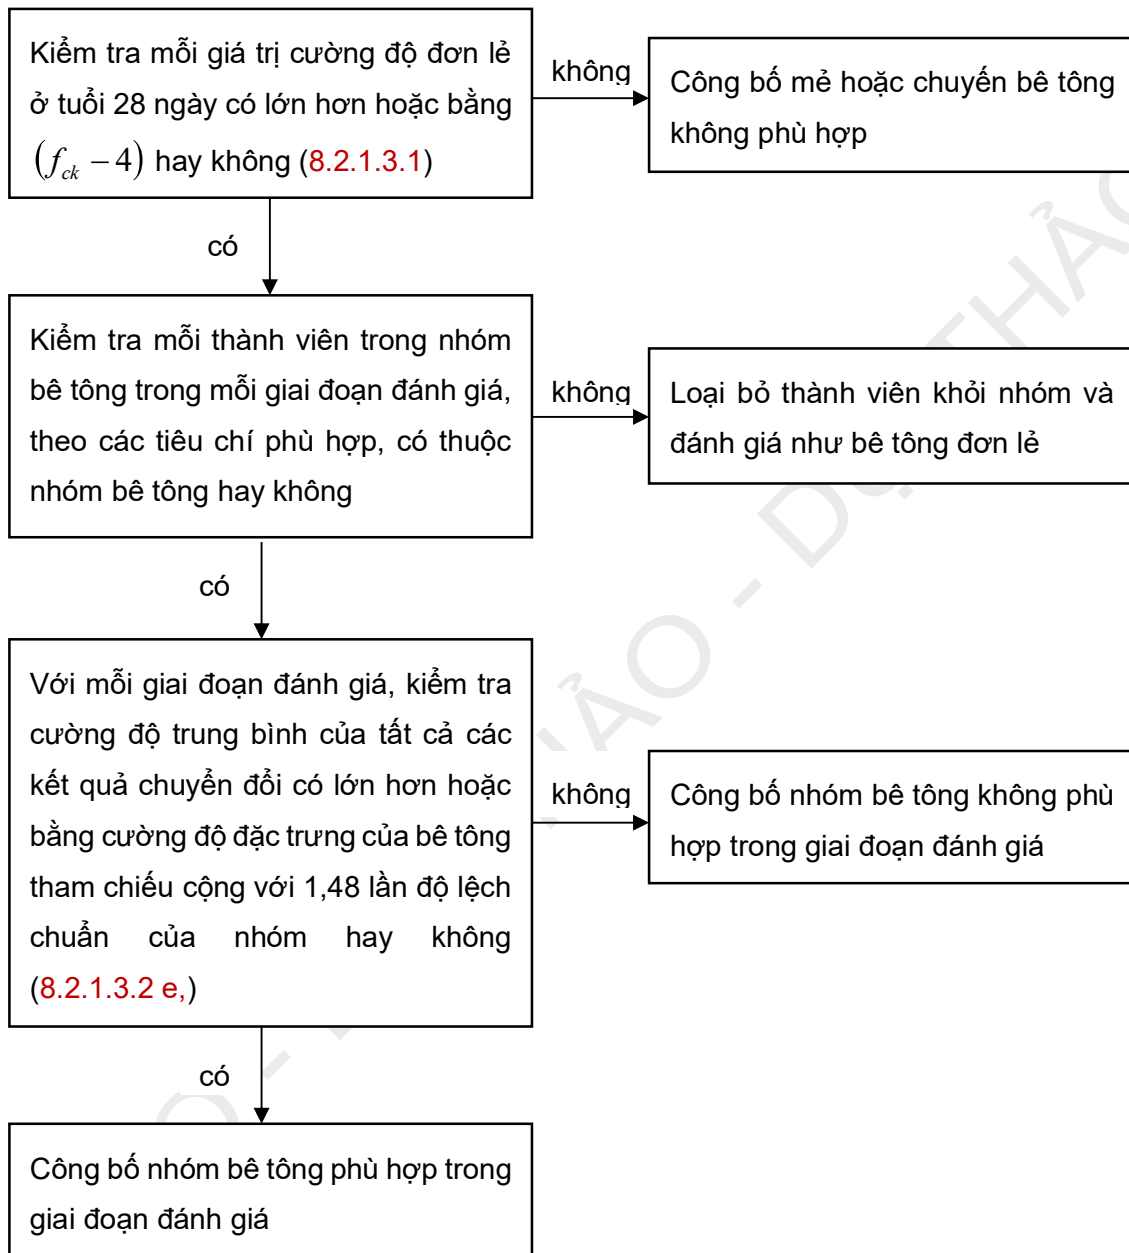 Kiểm tra mỗi giá trị cường độ đơn lẻ
ở tuổi 28 ngày có lớn hơn hoặc bằng
(f_ck − 4) hay không (8.2.1.3.1)
không
Công bố mẻ hoặc chuyến bê tông
không phù hợp
có
Kiểm tra mỗi thành viên trong nhóm
bê tông trong mỗi giai đoạn đánh giá,
theo các tiêu chí phù hợp, có thuộc
nhóm bê tông hay không
không
Loại bỏ thành viên khỏi nhóm và
đánh giá như bê tông đơn lẻ
có
Với mỗi giai đoạn đánh giá, kiểm tra
cường độ trung bình của tất cả các
kết quả chuyển đổi có lớn hơn hoặc
bằng cường độ đặc trưng của bê tông
tham chiếu cộng với 1,48 lần độ lệch
chuẩn của nhóm hay không
(8.2.1.3.2 e,)
không
Công bố nhóm bê tông không phù
hợp trong giai đoạn đánh giá
có
Công bố nhóm bê tông phù hợp trong
giai đoạn đánh giá